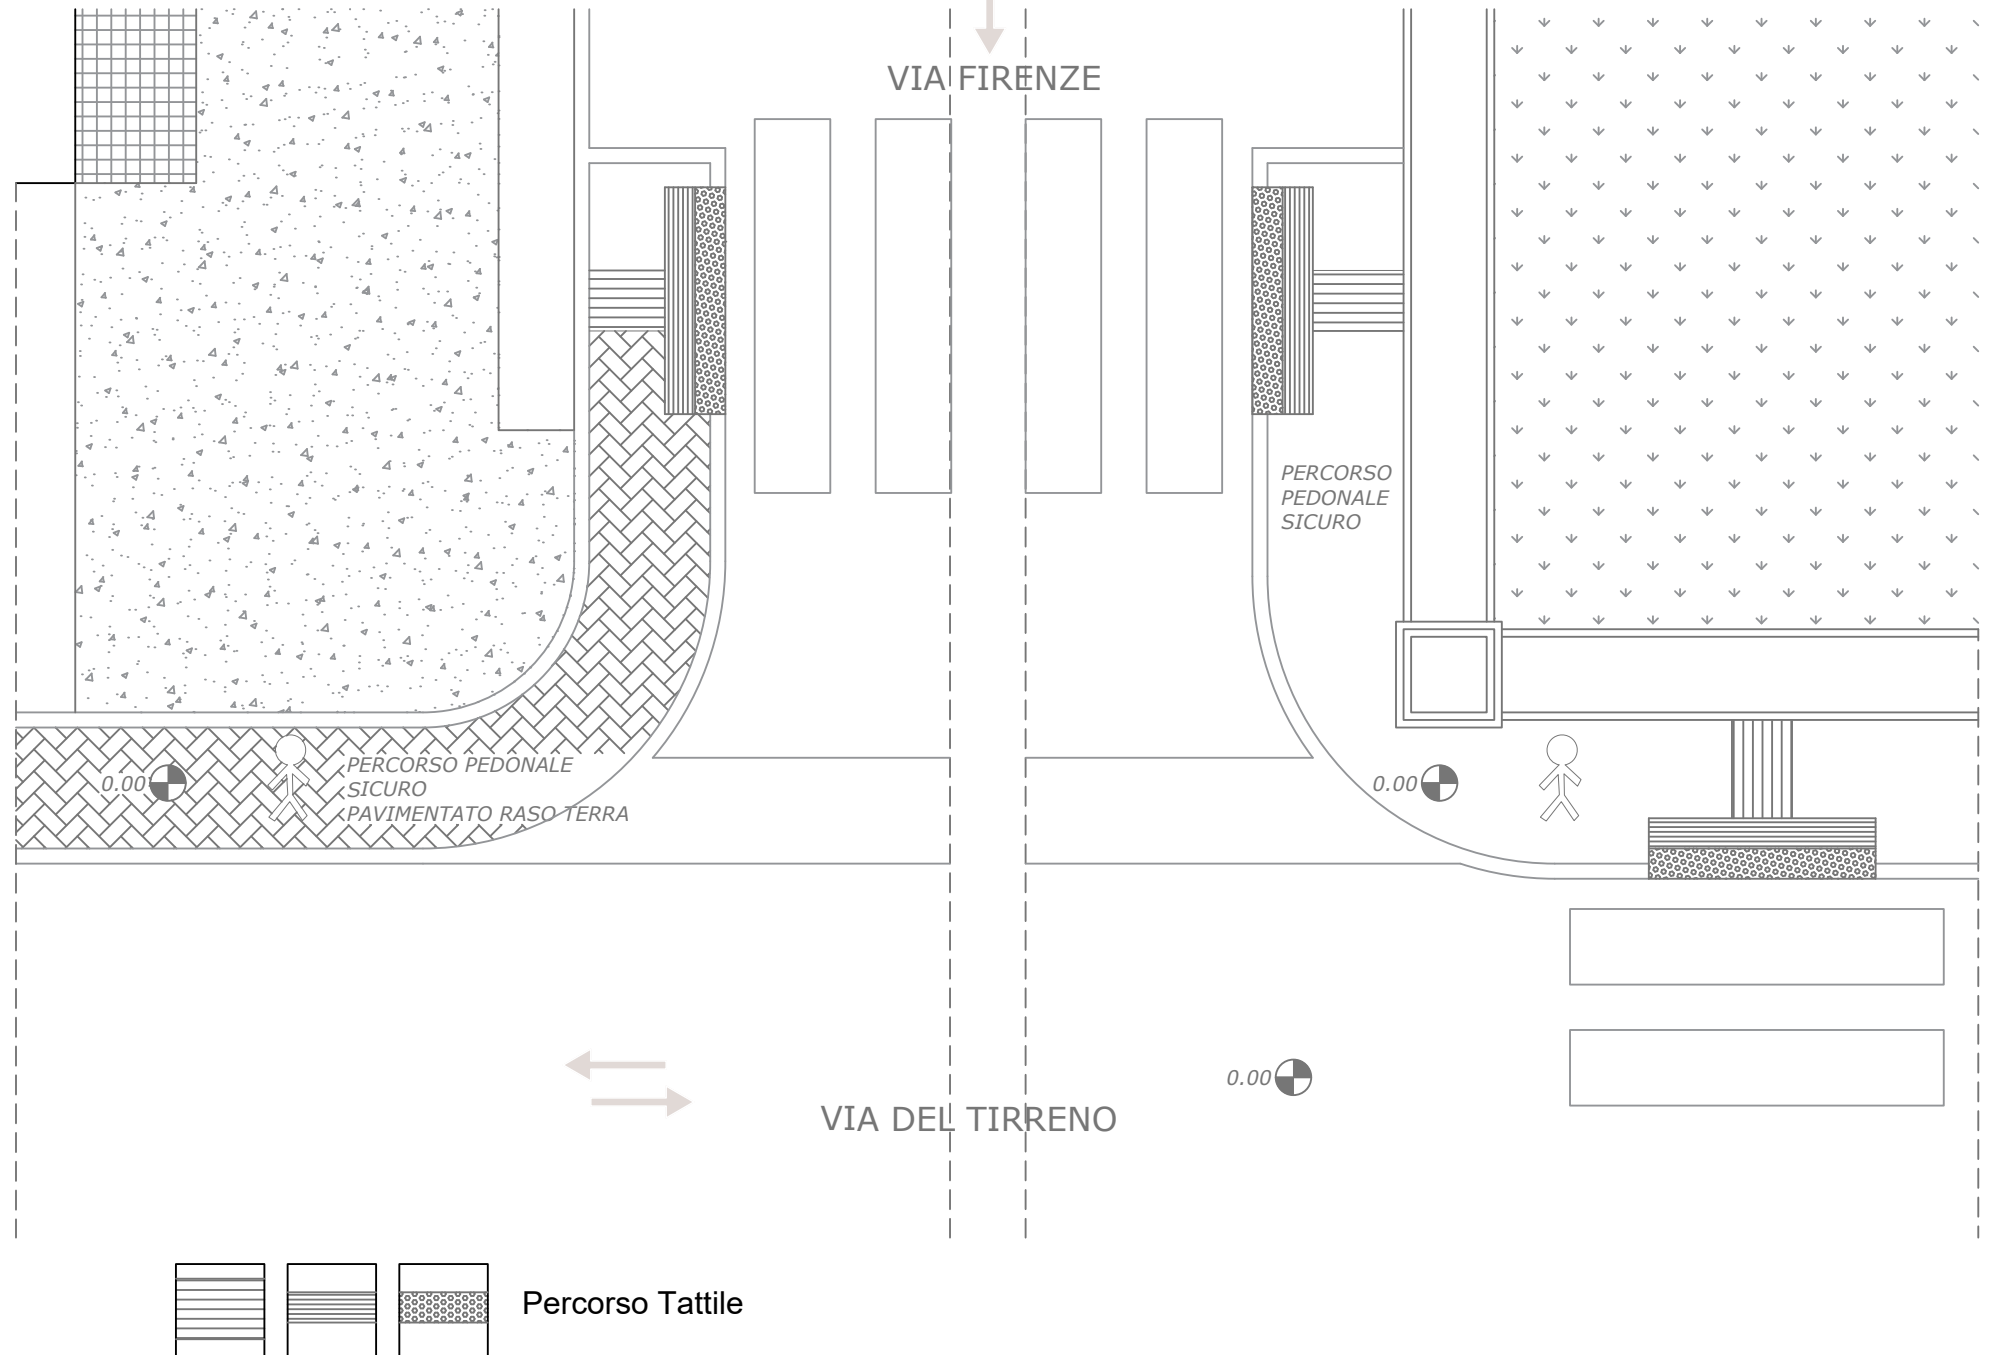 VIA FIRENZE
PERCORSO
PEDONALE
SICURO
PERCORSO PEDONALE
SICURO
PAVIMENTATO RASO TERRA
0.00
0.00
0.00
VIA DEL TIRRENO
Percorso Tattile